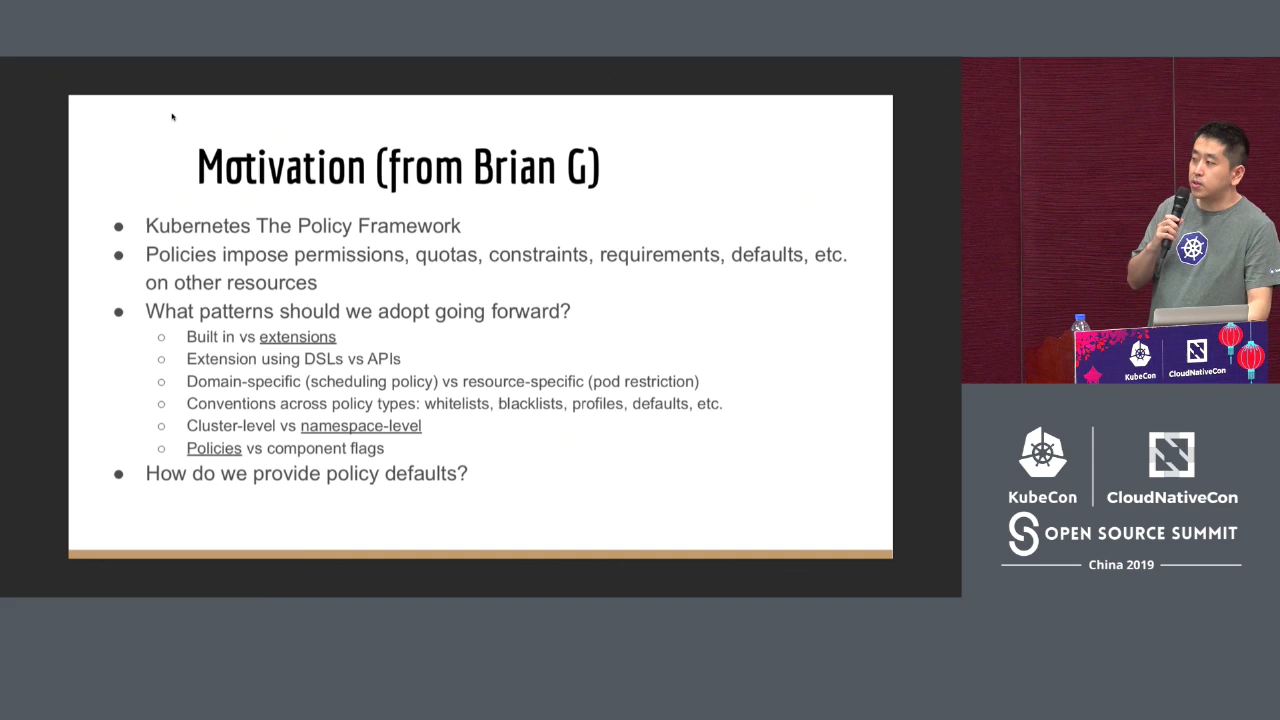 Motivation (from Brian G)
● Kubernetes The Policy Framework
● Policies impose permissions, quotas, constraints, requirements, defaults, etc.
on other resources
● What patterns should we adopt going forward?
○ Built in vs extensions
○ Extension using DSLs vs APIs
○ Domain-specific (scheduling policy) vs resource-specific (pod restriction)
○ Conventions across policy types: whitelists, blacklists, profiles, defaults, etc.
○ Cluster-level vs namespace-level
○ Policies vs component flags
● How do we provide policy defaults?
KubeCon
CloudNativeCon
KubeCon
CloudNativeCon
OPEN SOURCE SUMMIT
China 2019